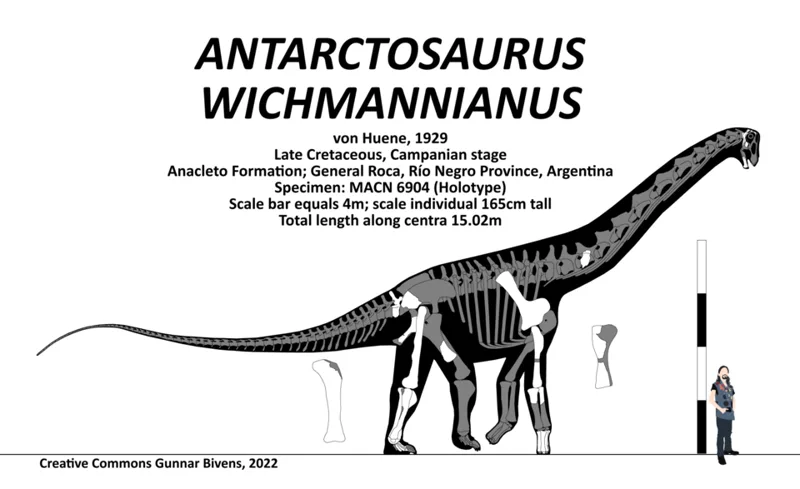 ANTARCTOSAURUS
WICHMANNIANUS
von Huene, 1929
Late Cretaceous, Campanian stage
Anacleto Formation; General Roca, Río Negro Province, Argentina
Specimen: MACN 6904 (Holotype)
Scale bar equals 4m; scale individual 165cm tall
Total length along centra 15.02m
Creative Commons Gunnar Bivens, 2022